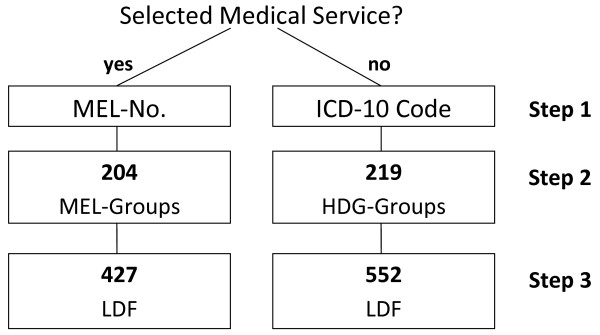 Selected Medical Service?
yes
no
MEL-No.
ICD-10 Code
Step 1
204
MEL-Groups
219
HDG-Groups
Step 2
427
LDF
552
LDF
Step 3